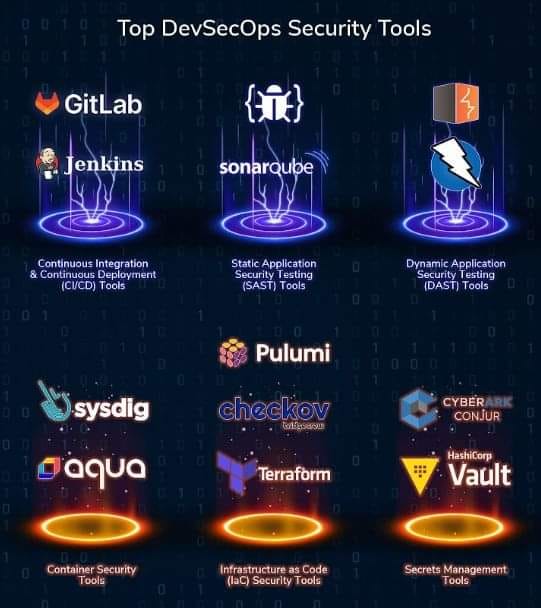 Top DevSecOps Security Tools
GitLab
Jenkins
Continuous Integration
& Continuous Deployment
(CI/CD) Tools
sonarqube
Static Application
Security Testing
(SAST) Tools
Dynamic Application
Security Testing
(DAST) Tools
sysdig
aqua
Container Security
Tools
Pulumi
checkov
by bridgecrew
Terraform
Infrastructure as Code
(IaC) Security Tools
CYBERARK
CONJUR
HashiCorp
Vault
Secrets Management
Tools